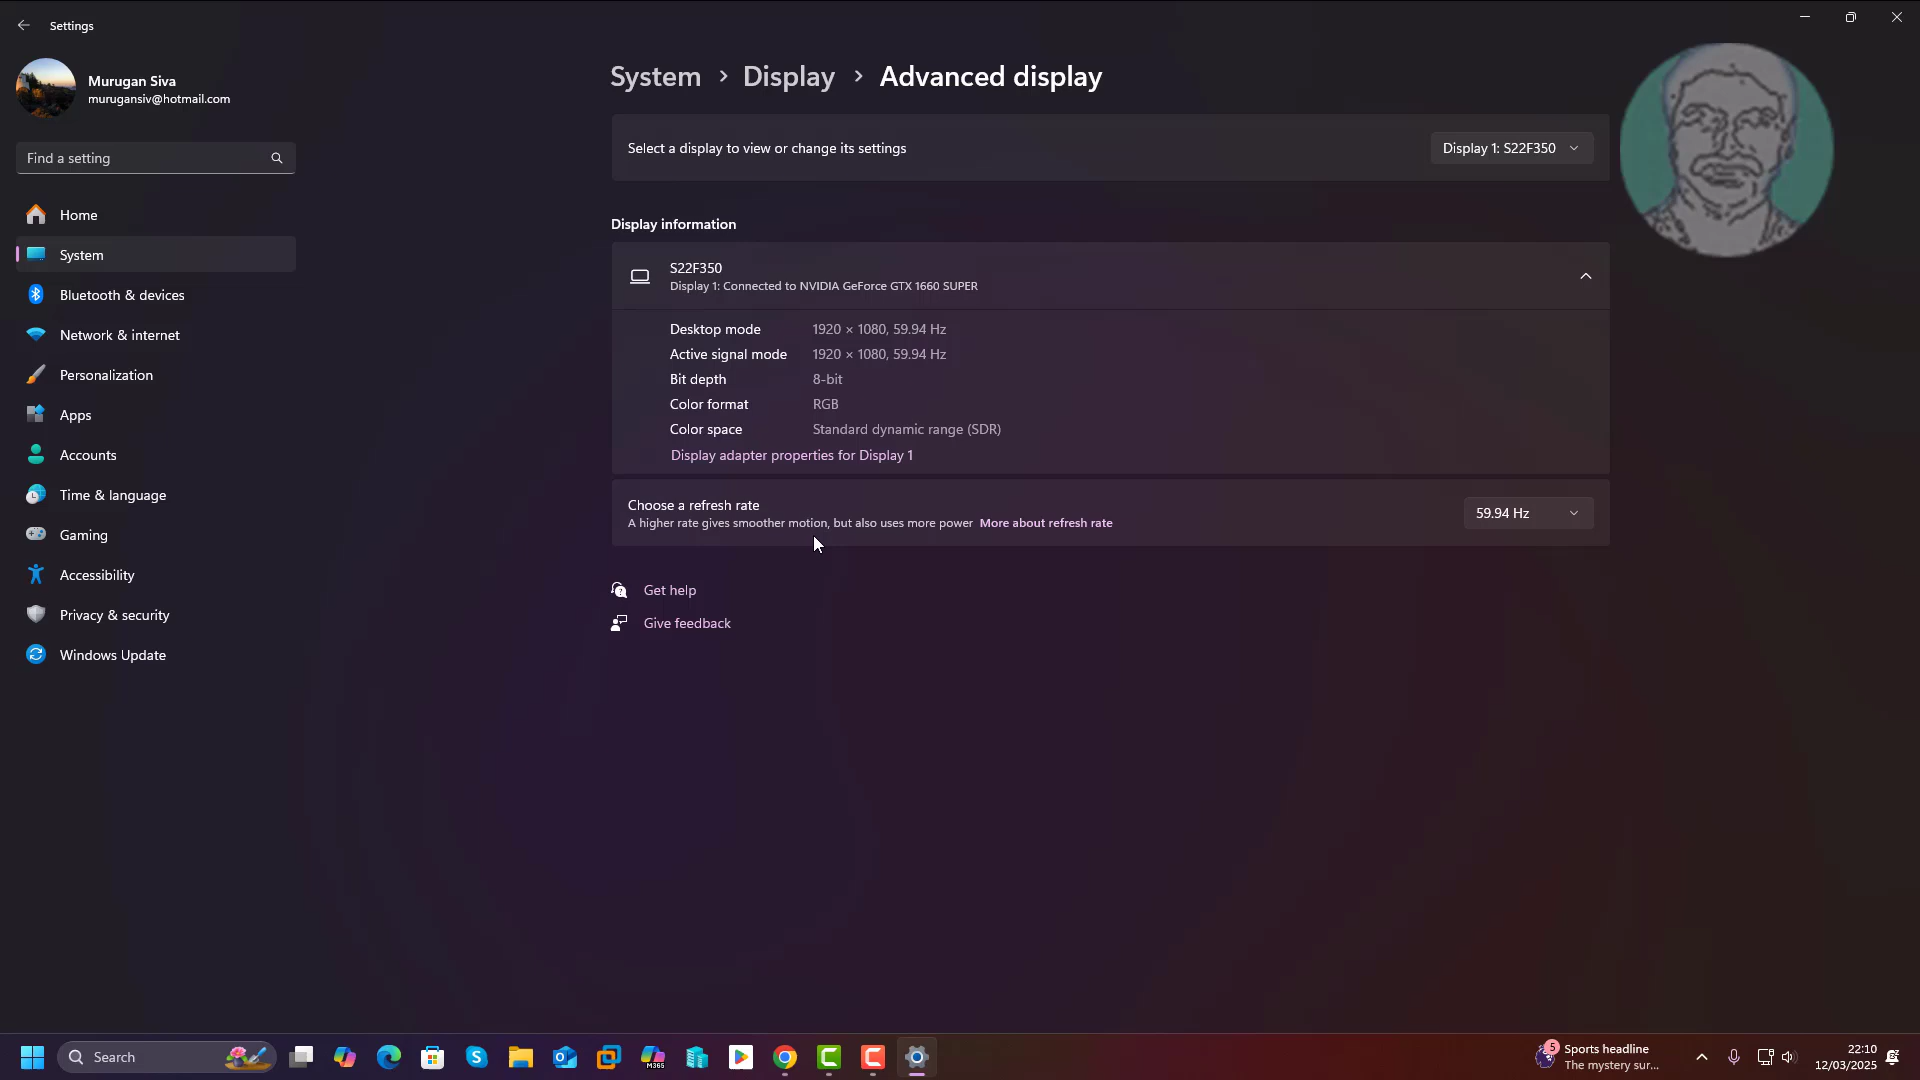 Settings
Murugan Siva
murugansiv@hotmail.com
Find a setting
Home
System
Bluetooth & devices
Network & internet
Personalization
Apps
Accounts
Time & language
Gaming
Accessibility
Privacy & security
Windows Update
System > Display > Advanced display
Select a display to view or change its settings
Display 1: S22F350
Display information
S22F350
Display 1: Connected to NVIDIA GeForce GTX 1660 SUPER
Desktop mode 1920 × 1080, 59.94 Hz
Active signal mode 1920 × 1080, 59.94 Hz
Bit depth 8-bit
Color format RGB
Color space Standard dynamic range (SDR)
Display adapter properties for Display 1
Choose a refresh rate
A higher rate gives smoother motion, but also uses more power More about refresh rate
59.94 Hz
Get help
Give feedback
Search
M365
5
Sports headline
The mystery sur...
22:10
12/03/2025